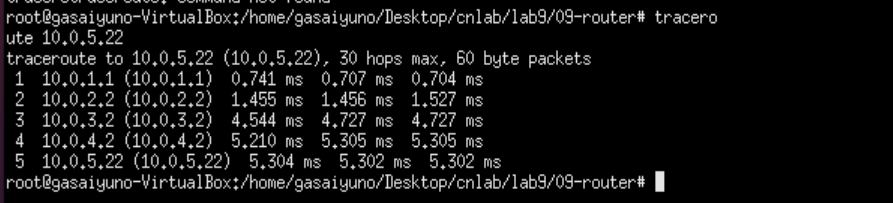 root@gasaiyuno-VirtualBox:/home/gasaiyuno/Desktop/cnlab/lab9/09-router# tracero
ute 10.0.5.22
traceroute to 10.0.5.22 (10.0.5.22), 30 hops max, 60 byte packets
 1  10.0.1.1 (10.0.1.1)  0.741 ms  0.707 ms  0.704 ms
 2  10.0.2.2 (10.0.2.2)  1.455 ms  1.456 ms  1.527 ms
 3  10.0.3.2 (10.0.3.2)  4.544 ms  4.727 ms  4.727 ms
 4  10.0.4.2 (10.0.4.2)  5.210 ms  5.305 ms  5.305 ms
 5  10.0.5.22 (10.0.5.22)  5.304 ms  5.302 ms  5.302 ms
root@gasaiyuno-VirtualBox:/home/gasaiyuno/Desktop/cnlab/lab9/09-router#